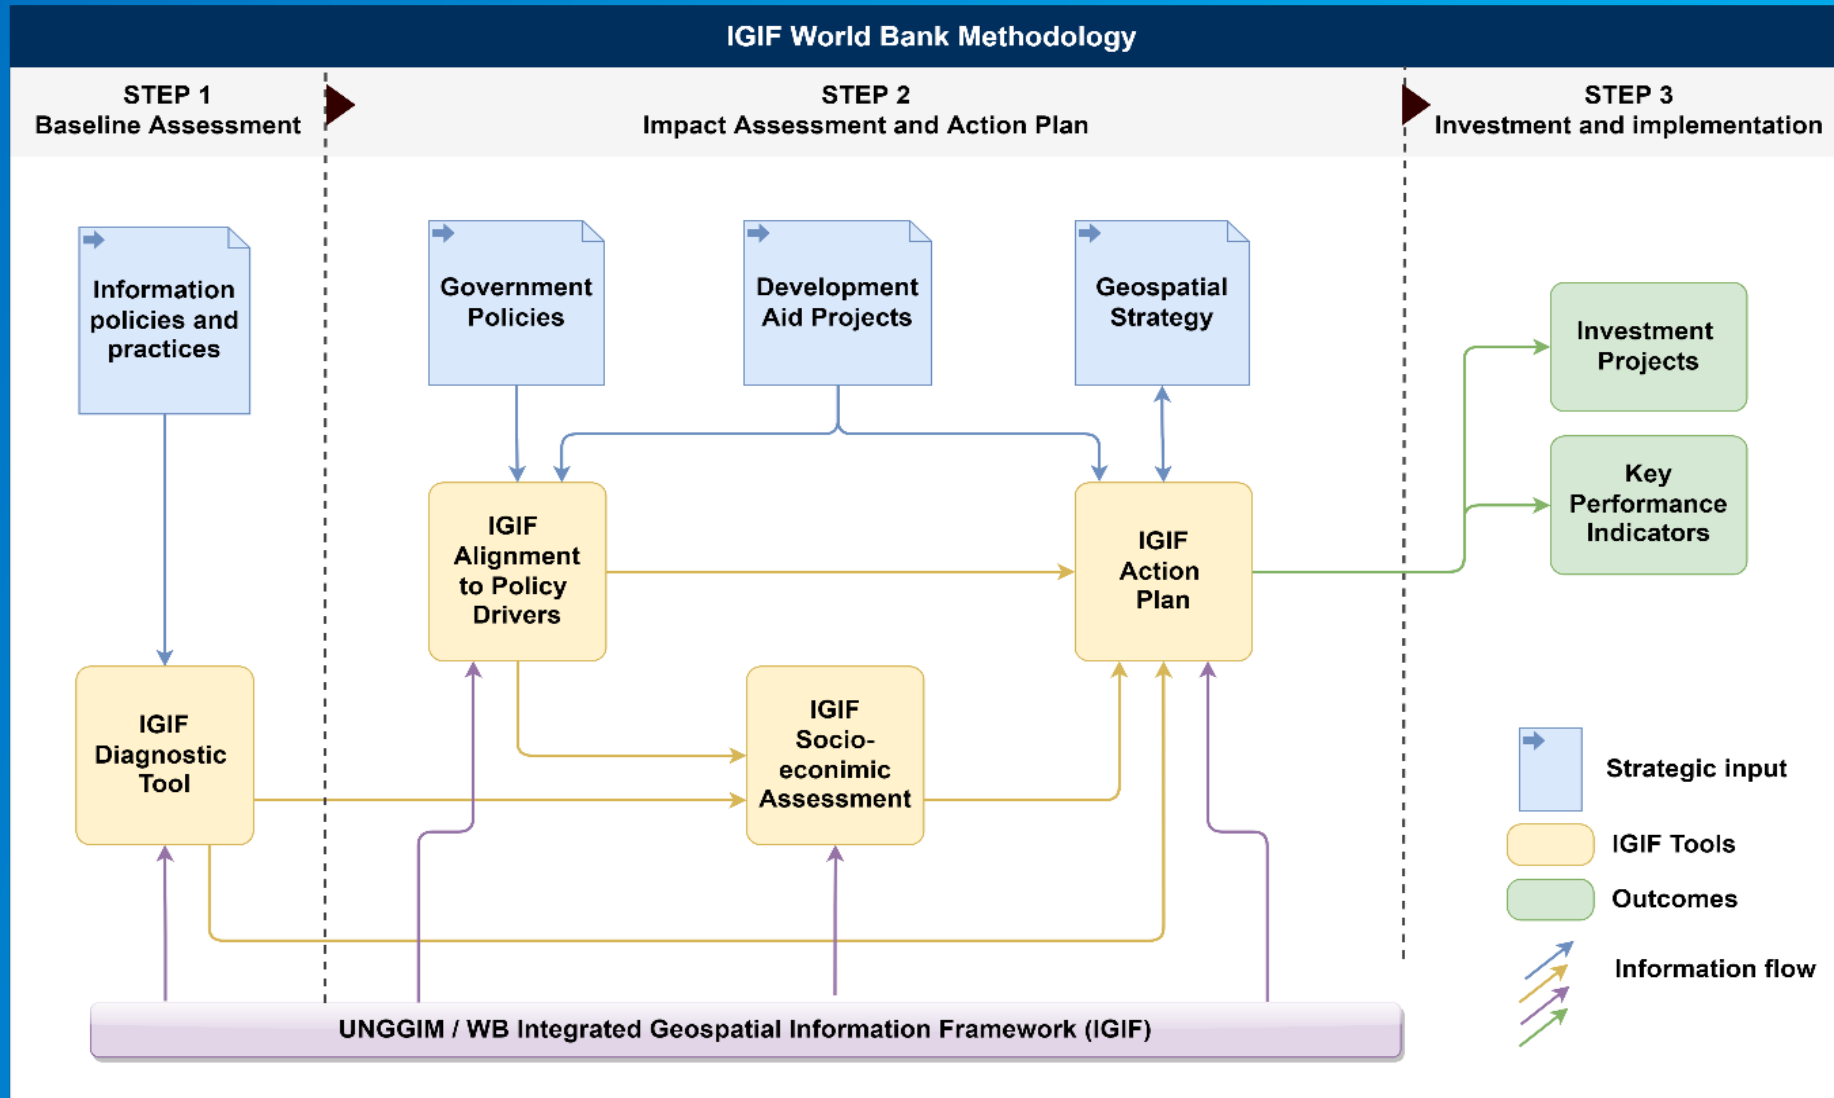 IGIF World Bank Methodology
STEP 1
Baseline Assessment
STEP 2
Impact Assessment and Action Plan
STEP 3
Investment and implementation
Information
policies and
practices
Government
Policies
Development
Aid Projects
Geospatial
Strategy
Investment
Projects
Key
Performance
Indicators
IGIF
Alignment
to Policy
Drivers
IGIF
Action
Plan
IGIF
Diagnostic
Tool
IGIF
Socio-
econimic
Assessment
Strategic input
IGIF Tools
Outcomes
Information flow
UNGGIM / WB Integrated Geospatial Information Framework (IGIF)